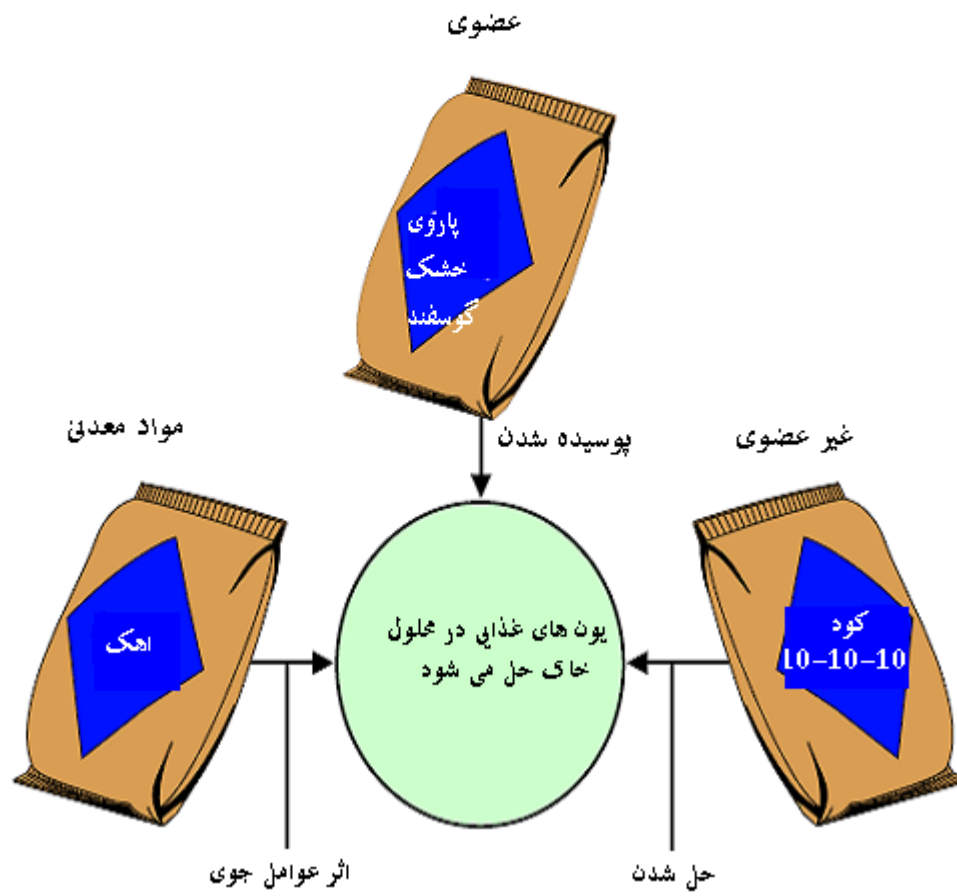 عضوی
پاروی
خشک
گوسفند
پوسیده شدن
مواد معدنی
غیر عضوی
اهک
یون های غذایی در محلول
خاک حل می شود
کود
10-10-10
اثر عوامل جوی
حل شدن